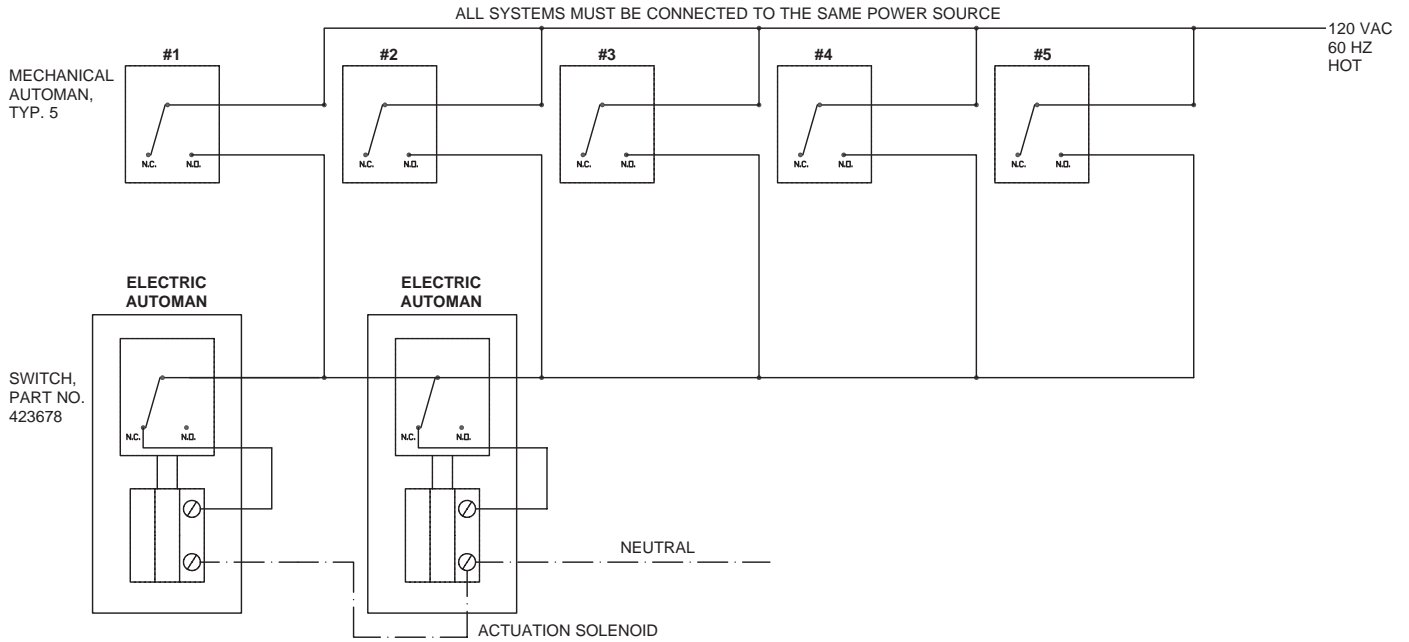 ALL SYSTEMS MUST BE CONNECTED TO THE SAME POWER SOURCE
120 VAC
60 HZ
HOT
#1
#2
#3
#4
#5
MECHANICAL
AUTOMAN,
TYP. 5
N.C. N.O.
N.C. N.O.
N.C. N.O.
N.C. N.O.
N.C. N.O.
ELECTRIC
AUTOMAN
ELECTRIC
AUTOMAN
SWITCH,
PART NO.
423678
N.C. N.O.
N.C. N.O.
NEUTRAL
ACTUATION SOLENOID